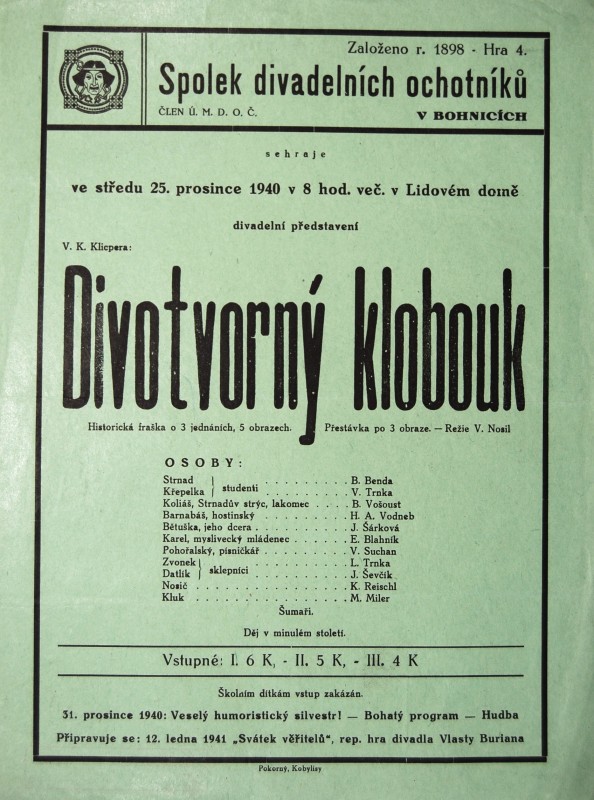 Založeno r. 1898 - Hra 4.
Spolek divadelních ochotníků
ČLEN Ú. M. D. O. Č.
V BOHNICÍCH
sehraje
ve středu 25. prosince 1940 v 8 hod. več. v Lidovém domě
divadelní představení
V. K. Klicpera:
Divotvorný klobouk
Historická fraška o 3 jednáních, 5 obrazech. Přestávka po 3 obraze. — Režie V. Nosil
OSOBY:
Strnad } studenti . . . . . . . . . B. Benda
Křepelka } . . . . . . . . . V. Trnka
Koliáš, Strnadův strýc, lakomec . . . . B. Vošoust
Barnabáš, hostinský . . . . . . . . . H. A. Vodneb
Bětuška, jeho dcera . . . . . . . . . J. Šárková
Karel, myslivecký mládenec . . . . . . E. Blahník
Pohořalský, písničkář . . . . . . . . . V. Suchan
Zvonek } sklepníci . . . . . . . . . L. Trnka
Datlík } . . . . . . . . . J. Ševčík
Nosič . . . . . . . . . . . . . . . K. Reischl
Kluk . . . . . . . . . . . . . . . M. Miler
Šumaři.
Děj v minulém století.
Vstupné: I. 6 K, - II. 5 K, - III. 4 K
Školním dítkám vstup zakázán.
31. prosince 1940: Veselý humoristický silvestr! — Bohatý program — Hudba
Připravuje se: 12. ledna 1941 „Svátek věřitelů“, rep. hra divadla Vlasty Buriana
Pokorný, Kobylisy